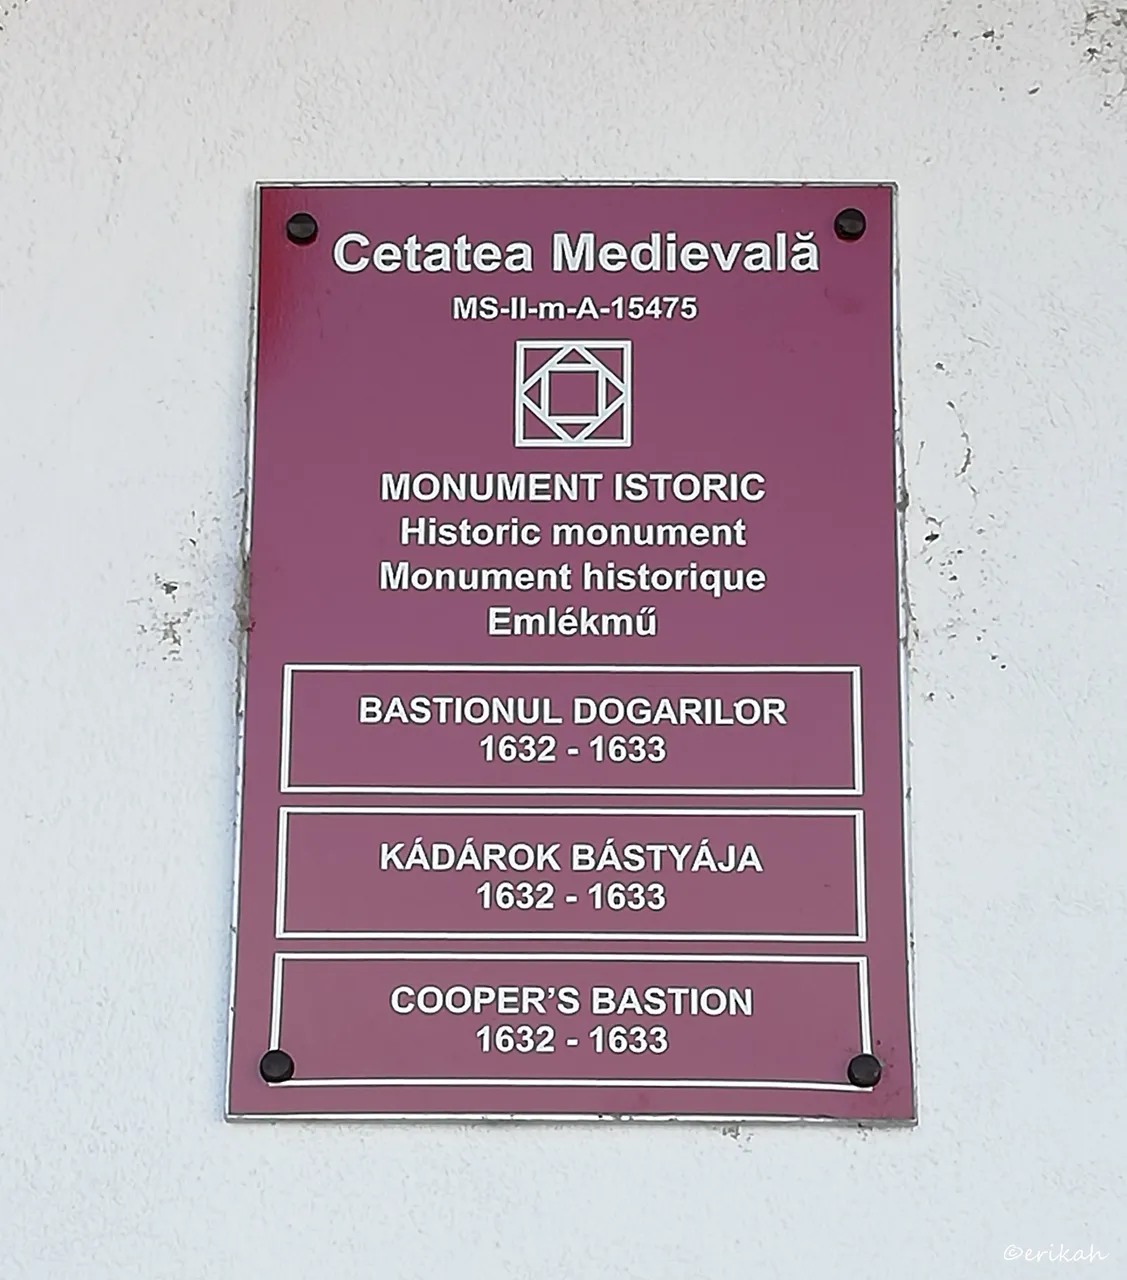 Cetatea Medievală
MS-II-m-A-15475
MONUMENT ISTORIC
Historic monument
Monument historique
Emlékmű
BASTIONUL DOGARILOR
1632 - 1633
KÁDÁROK BÁSTYÁJA
1632 - 1633
COOPER’S BASTION
1632 - 1633
©erikah